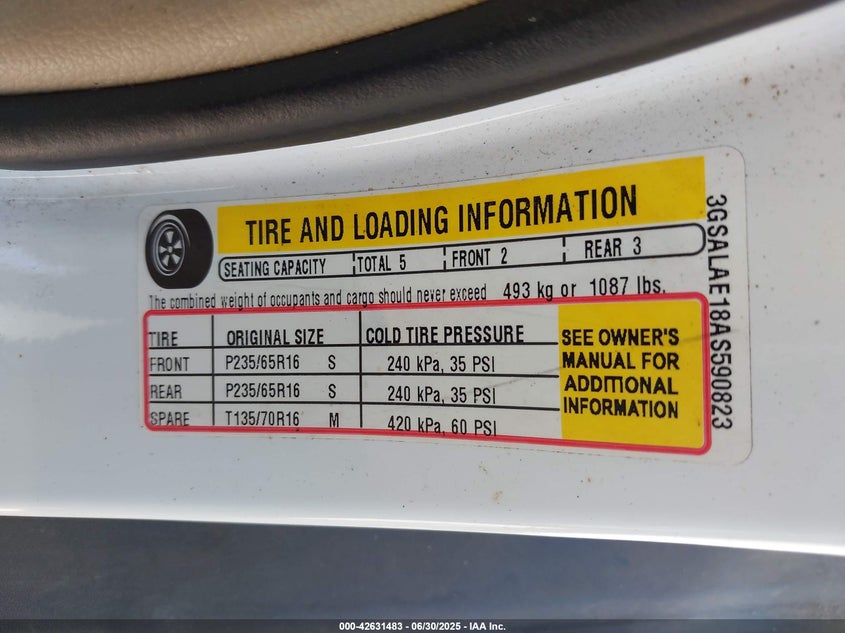 TIRE AND LOADING INFORMATION
SEATING CAPACITY TOTAL 5 FRONT 2 REAR 3
The combined weight of occupants and cargo should never exceed 493 kg or 1087 lbs.
TIRE ORIGINAL SIZE COLD TIRE PRESSURE
FRONT P235/65R16 S 240 kPa, 35 PSI
REAR P235/65R16 S 240 kPa, 35 PSI
SPARE T135/70R16 M 420 kPa, 60 PSI
SEE OWNER'S
MANUAL FOR
ADDITIONAL
INFORMATION
3GSALAE18AS590823
000-42631483 - 06/30/2025 - IAA Inc.